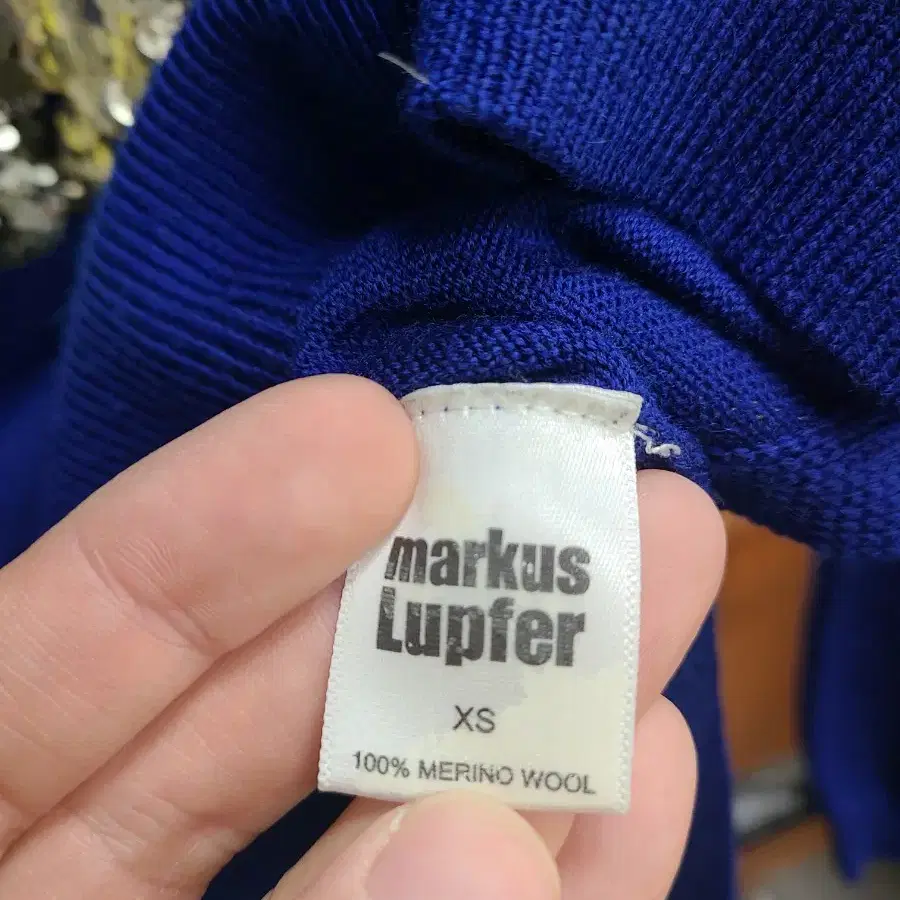 markus
Lupfer
XS
100% MERINO WOOL